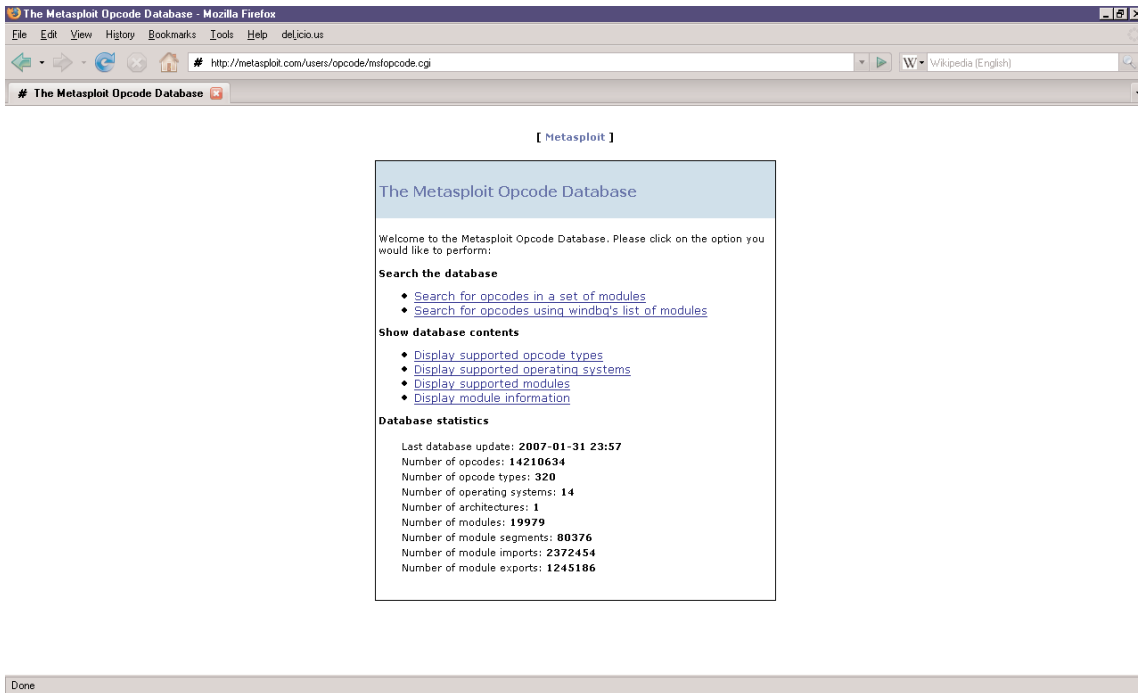 The Metasploit Opcode Database - Mozilla Firefox
File Edit View History Bookmarks Tools Help del.icio.us
# http://metasploit.com/users/opcode/msfopcode.cgi W Wikipedia (English)
# The Metasploit Opcode Database
[ Metasploit ]
The Metasploit Opcode Database
Welcome to the Metasploit Opcode Database. Please click on the option you
would like to perform:
Search the database
Search for opcodes in a set of modules
Search for opcodes using windbg's list of modules
Show database contents
Display supported opcode types
Display supported operating systems
Display supported modules
Display module information
Database statistics
Last database update: 2007-01-31 23:57
Number of opcodes: 14210634
Number of opcode types: 320
Number of operating systems: 14
Number of architectures: 1
Number of modules: 19979
Number of module segments: 80376
Number of module imports: 2372454
Number of module exports: 1245186
Done